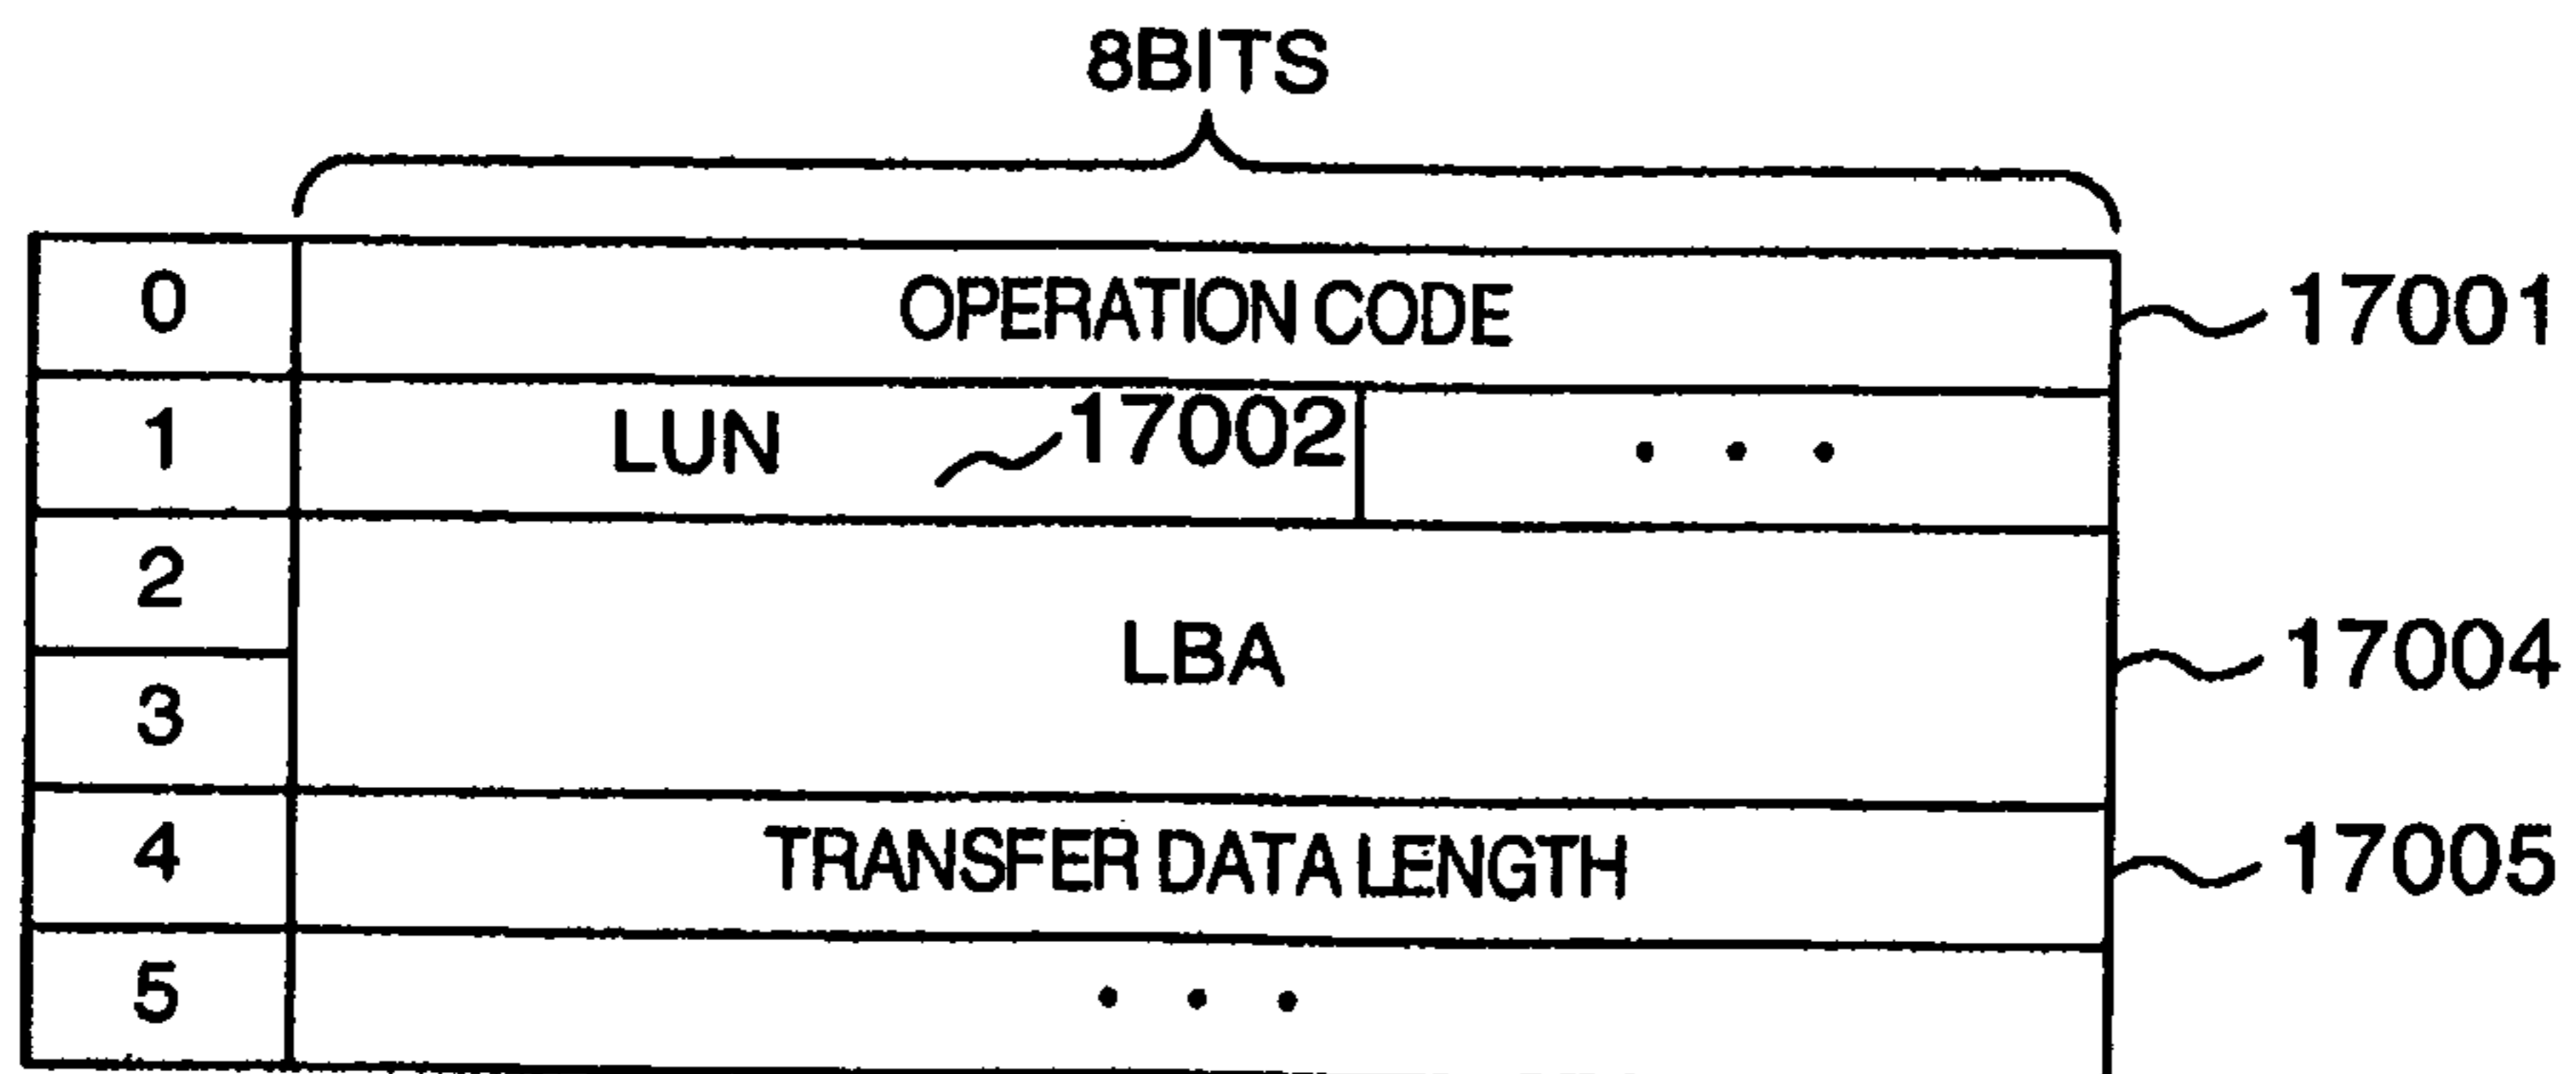 8BITS
0 OPERATION CODE 17001
1 LUN 17002 • • •
2
LBA 17004
3
4 TRANSFER DATA LENGTH 17005
5 • • •